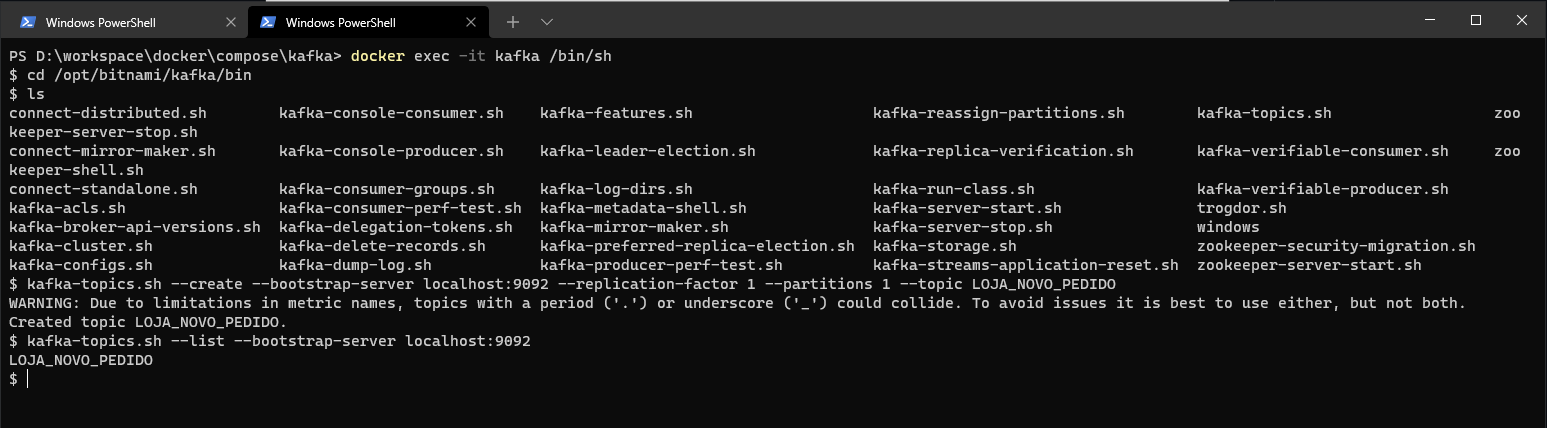 Windows PowerShell
Windows PowerShell
PS D:\workspace\docker\compose\kafka> docker exec -it kafka /bin/sh
$ cd /opt/bitnami/kafka/bin
$ ls
connect-distributed.sh kafka-console-consumer.sh kafka-features.sh kafka-reassign-partitions.sh kafka-topics.sh zoo
keeper-server-stop.sh
connect-mirror-maker.sh kafka-console-producer.sh kafka-leader-election.sh kafka-replica-verification.sh kafka-verifiable-consumer.sh zoo
keeper-shell.sh
connect-standalone.sh kafka-consumer-groups.sh kafka-log-dirs.sh kafka-run-class.sh kafka-verifiable-producer.sh
kafka-acls.sh kafka-consumer-perf-test.sh kafka-metadata-shell.sh kafka-server-start.sh trogdor.sh
kafka-broker-api-versions.sh kafka-delegation-tokens.sh kafka-mirror-maker.sh kafka-server-stop.sh windows
kafka-cluster.sh kafka-delete-records.sh kafka-preferred-replica-election.sh kafka-storage.sh zookeeper-security-migration.sh
kafka-configs.sh kafka-dump-log.sh kafka-producer-perf-test.sh kafka-streams-application-reset.sh zookeeper-server-start.sh
$ kafka-topics.sh --create --bootstrap-server localhost:9092 --replication-factor 1 --partitions 1 --topic LOJA_NOVO_PEDIDO
WARNING: Due to limitations in metric names, topics with a period ('.') or underscore ('_') could collide. To avoid issues it is best to use either, but not both.
Created topic LOJA_NOVO_PEDIDO.
$ kafka-topics.sh --list --bootstrap-server localhost:9092
LOJA_NOVO_PEDIDO
$